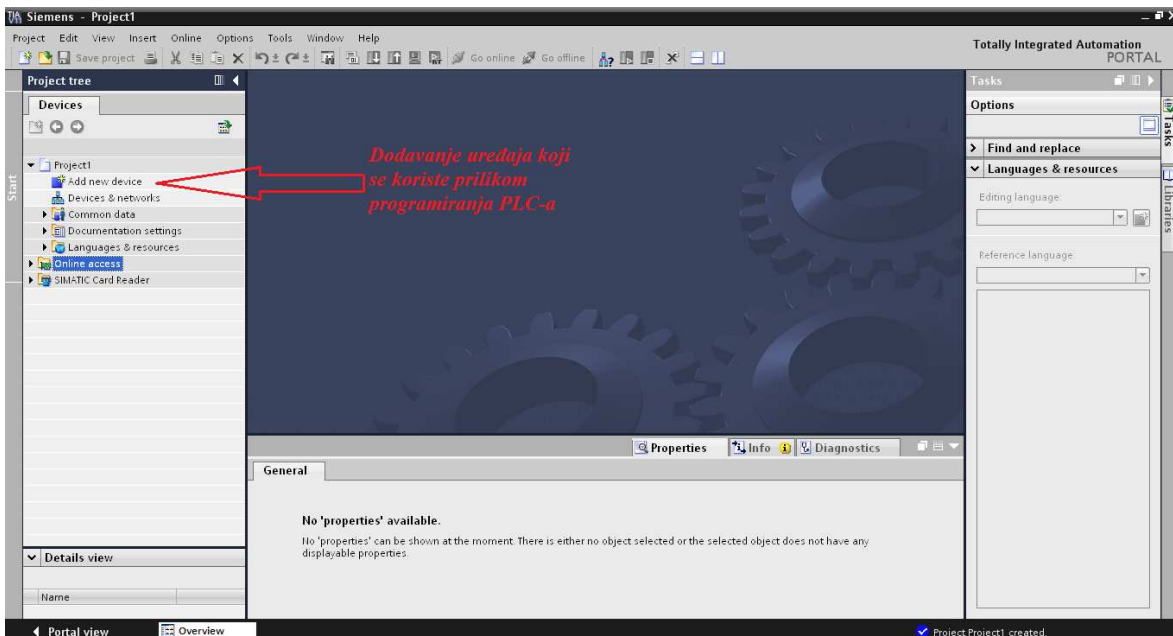 Siemens - Project1
Project Edit View Insert Online Options Tools Window Help
Totally Integrated Automation
PORTAL
Save project
Go online
Go offline
Project tree
Devices
Start
Project1
Add new device
Devices & networks
Common data
Documentation settings
Languages & resources
Online access
SIMATIC Card Reader
Dodavanje uređaja koji
se koriste prilikom
programiranja PLC-a
Tasks
Options
Find and replace
Languages & resources
Editing language:
Reference language:
Tasks
Libraries
Properties
Info
Diagnostics
General
No 'properties' available.
No 'properties' can be shown at the moment. There is either no object selected or the selected object does not have any
displayable properties.
Details view
Name
Portal view
Overview
Project Project1 created.